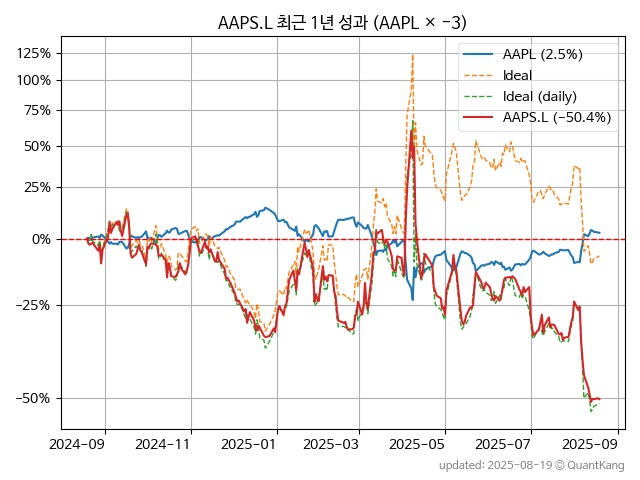 AAPS.L 최근 1년 성과 (AAPL × −3)
125%
100%
75%
50%
25%
0%
−25%
−50%
AAPL (2.5%)
Ideal
Ideal (daily)
AAPS.L (−50.4%)
2024-09 2024-11 2025-01 2025-03 2025-05 2025-07 2025-09
updated: 2025-08-19 © QuantKang